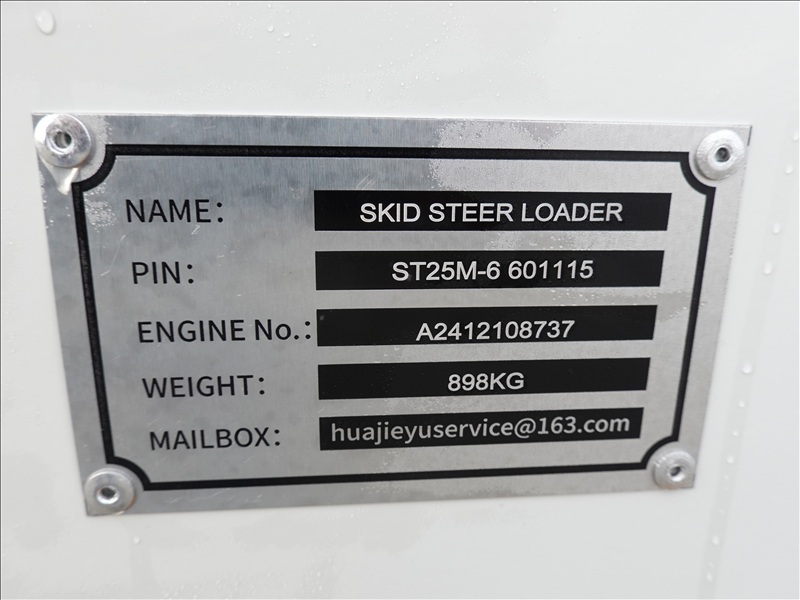 NAME: SKID STEER LOADER
PIN: ST25M-6 601115
ENGINE No.: A2412108737
WEIGHT: 898KG
MAILBOX: huajieyuservice@163.com